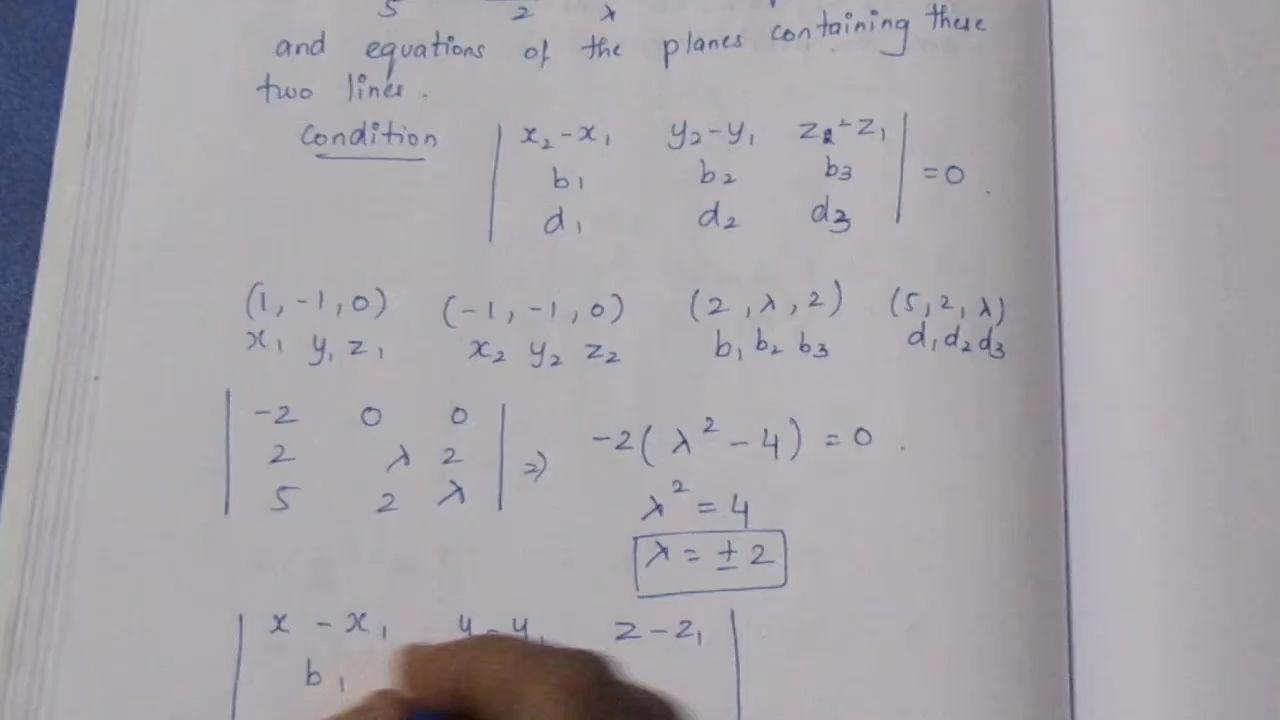 5 2 λ
and equations of the planes containing these
two lines.
Condition | x₂-x₁ y₂-y₁ z₂-z₁ |
| b₁ b₂ b₃ | =0.
| d₁ d₂ d₃ |
(1,-1,0) (-1,-1,0) (2,λ,2) (5,2,λ)
x₁ y₁ z₁ x₂ y₂ z₂ b₁ b₂ b₃ d₁ d₂ d₃
| -2 0 0 |
| 2 λ 2 | ⇒ -2(λ²-4) =0.
| 5 2 λ |
λ² = 4
λ = ± 2
| x - x₁ y - y₁ z - z₁ |
| b₁